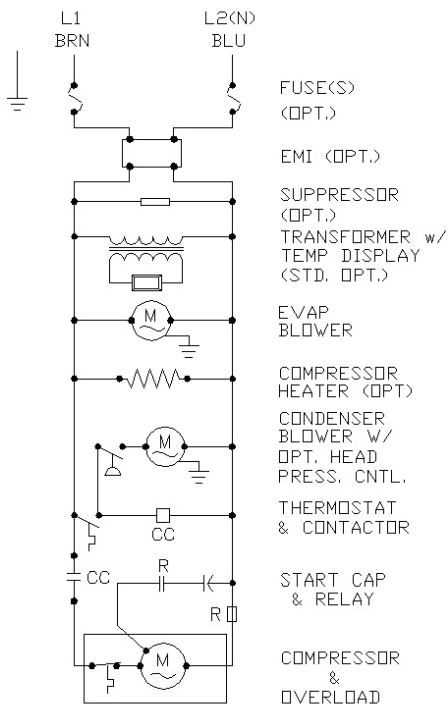 L1
L2(N)
BRN
BLU
FUSE(S)
(OPT.)
EMI (OPT.)
SUPPRESSOR
(OPT.)
TRANSFORMER W/
TEMP DISPLAY
(STD. OPT.)
M
EVAP
BLOWER
COMPRESSOR
HEATER (OPT)
M
CONDENSER
BLOWER W/
OPT. HEAD
PRESS. CNTL.
THERMOSTAT
& CONTACTOR
CC
CC
R
START CAP
& RELAY
R
M
COMPRESSOR
&
OVERLOAD